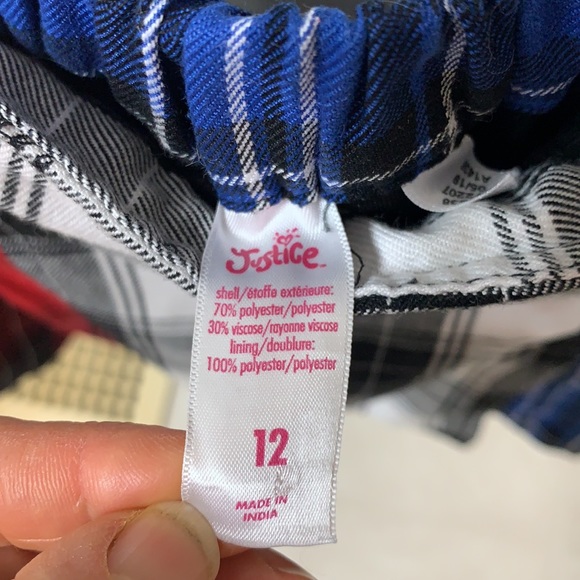 Justice™
shell/étoffe extérieure:
70% polyester/polyester
30% viscose/rayonne viscose
lining/doublure:
100% polyester/polyester
12
MADE IN
INDIA